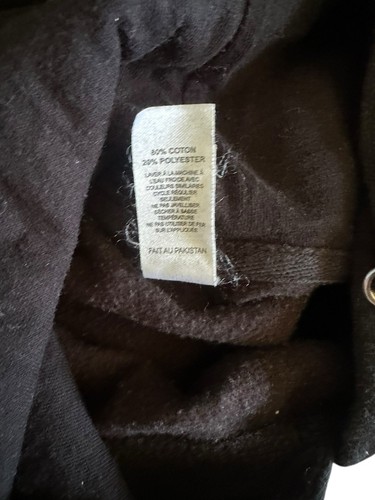 80% COTON
20% POLYESTER
LAVER À LA MACHINE À
L'EAU FROIDE AVEC
COULEURS SIMILAIRES
CYCLE RÉGULIER
SEULEMENT
NE PAS JAVELLISER
SÉCHER À BASSE
TEMPÉRATURE
NE PAS UTILISER DE FER
SUR L'APPLIQUÉS
FAIT AU PAKISTAN